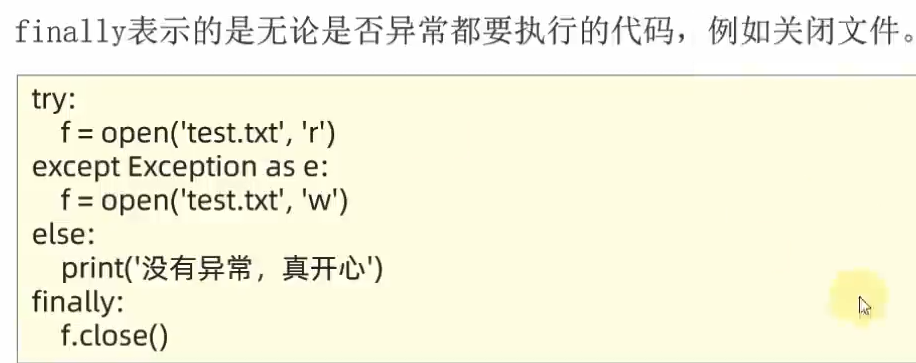 finally表示的是无论是否异常都要执行的代码，例如关闭文件。
try:
    f = open('test.txt', 'r')
except Exception as e:
    f = open('test.txt', 'w')
else:
    print('没有异常，真开心')
finally:
    f.close()